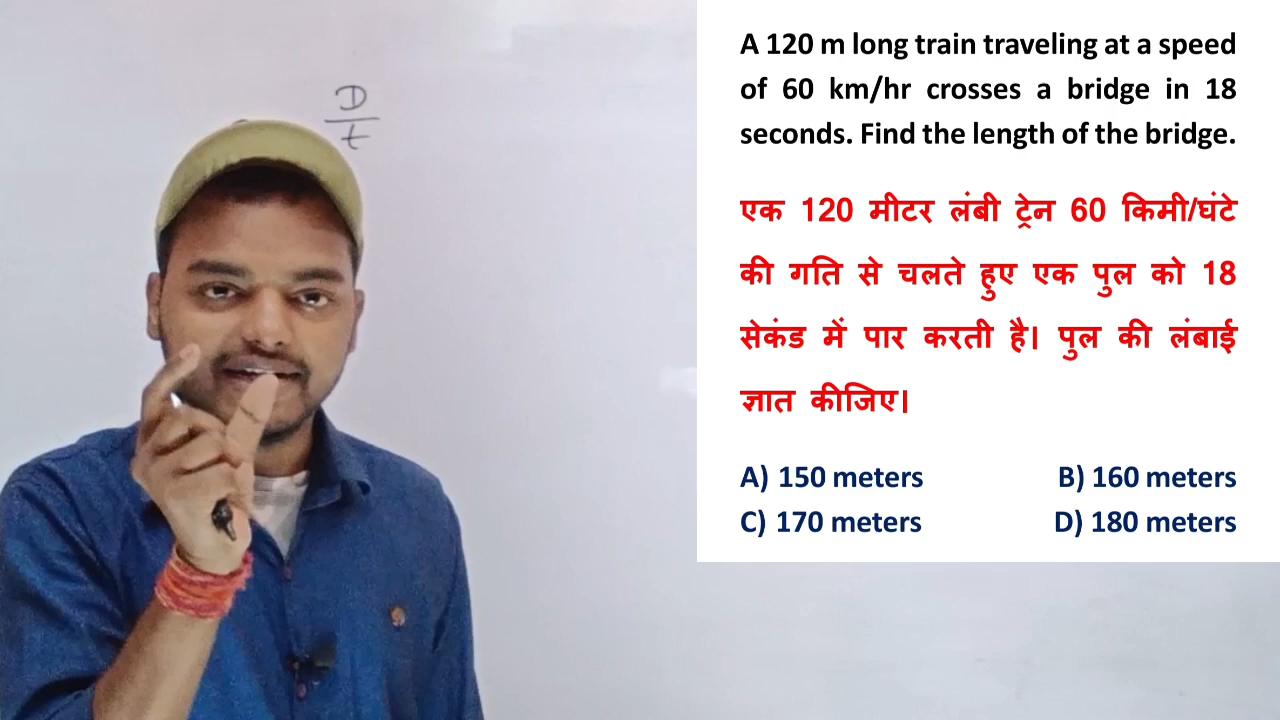 D
t
A 120 m long train traveling at a speed
of 60 km/hr crosses a bridge in 18
seconds. Find the length of the bridge.
एक 120 मीटर लंबी ट्रेन 60 किमी/घंटे
की गति से चलते हुए एक पुल को 18
सेकंड में पार करती है। पुल की लंबाई
ज्ञात कीजिए।
A) 150 meters B) 160 meters
C) 170 meters D) 180 meters